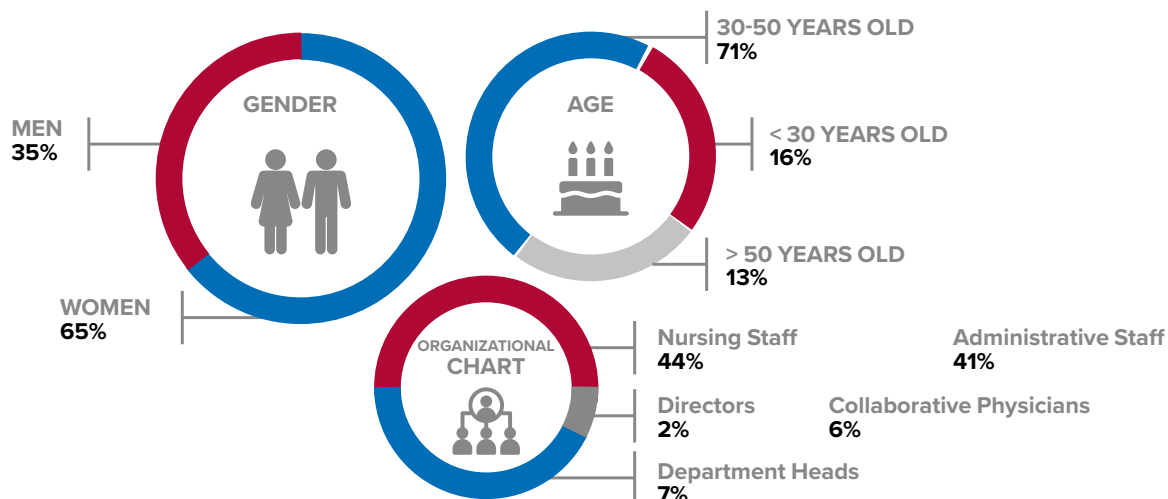 30-50 YEARS OLD
71%
GENDER
AGE
MEN
35%
< 30 YEARS OLD
16%
> 50 YEARS OLD
13%
WOMEN
65%
ORGANIZATIONAL
CHART
Nursing Staff
44%
Administrative Staff
41%
Directors
2%
Collaborative Physicians
6%
Department Heads
7%